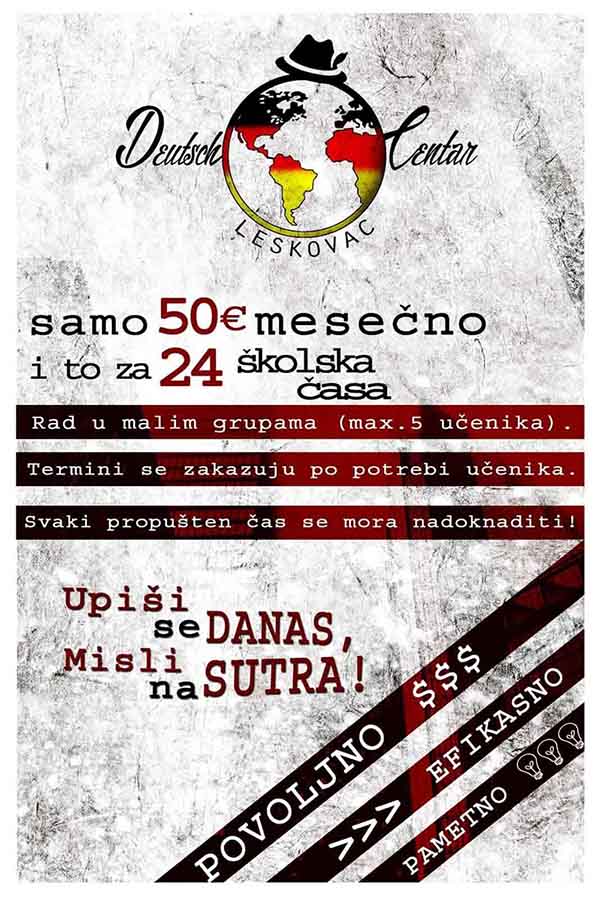 Deutsch Centar
LESKOVAC
samo 50€ mesečno
i to za 24 školska
časa
Rad u malim grupama (max.5 učenika).
Termini se zakazuju po potrebi učenika.
Svaki propušten čas se mora nadoknaditi!
Upiši
se DANAS,
Misli
na SUTRA!
POVOLJNO $$$
>>> EFIKASNO
PAMETNO